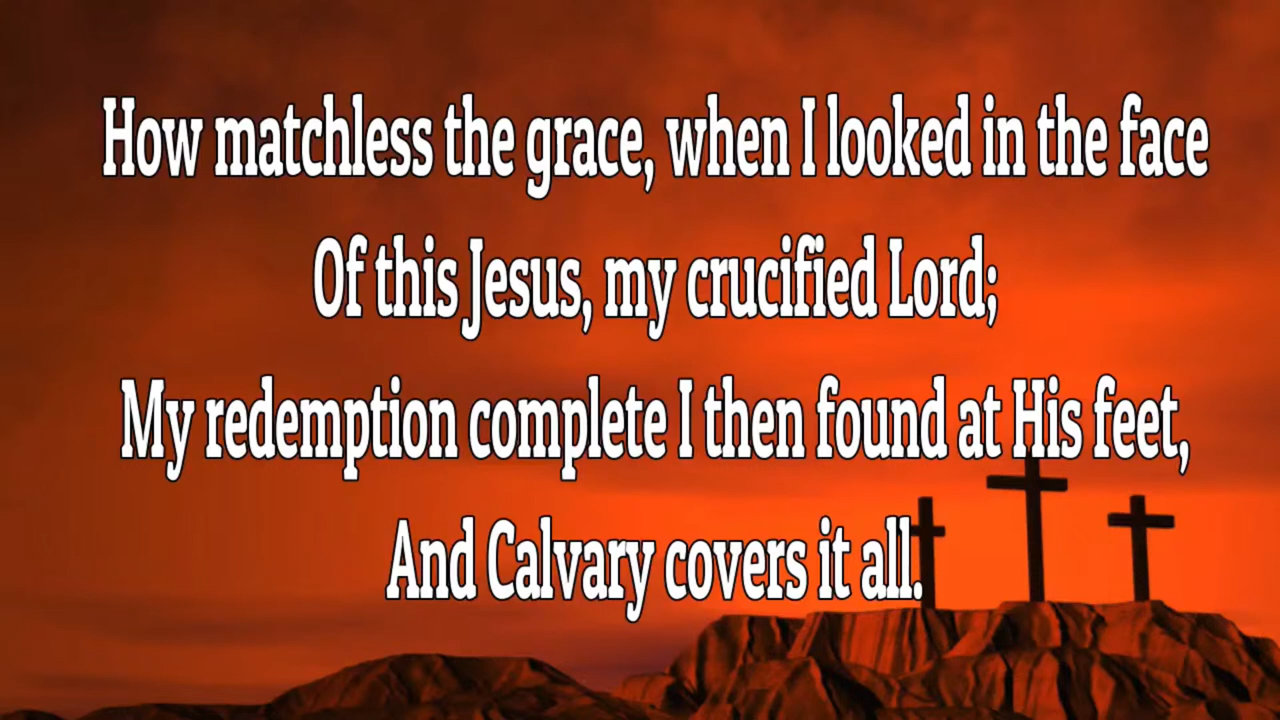 How matchless the grace, when I looked in the face
Of this Jesus, my crucified Lord;
My redemption complete I then found at His feet,
And Calvary covers it all.